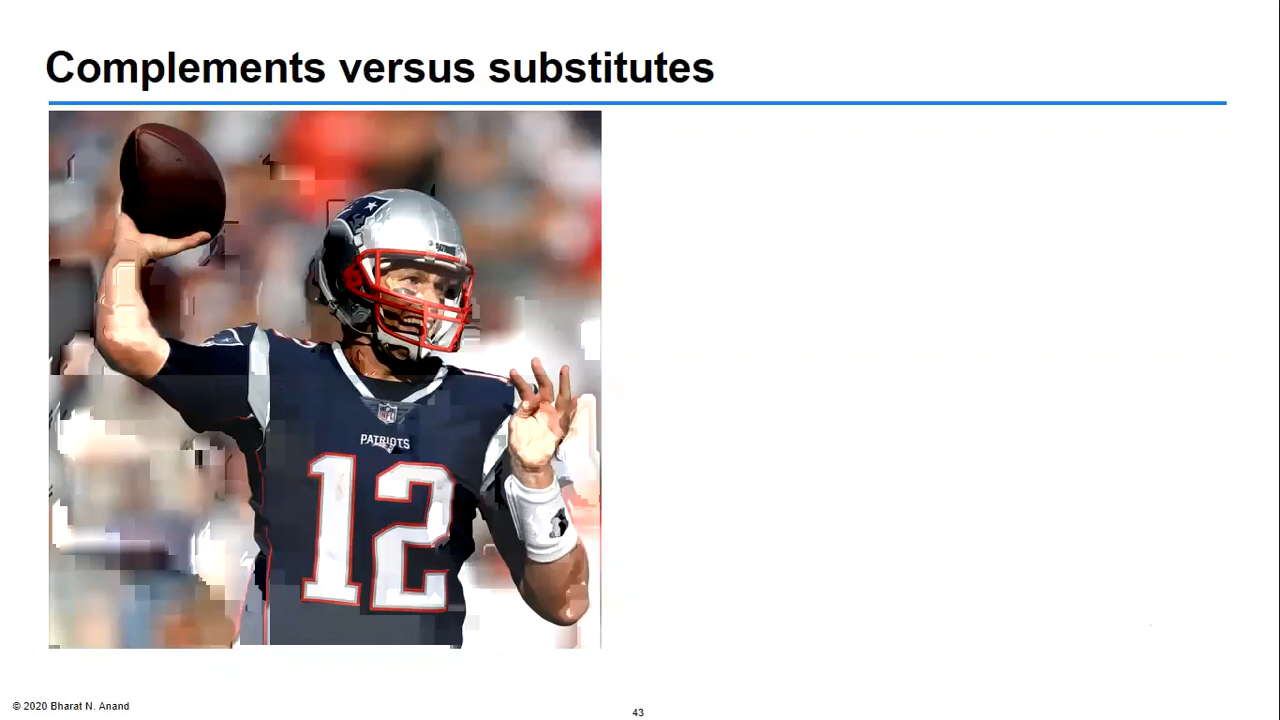 Complements versus substitutes
PATRIOTS
12
© 2020 Bharat N. Anand
43